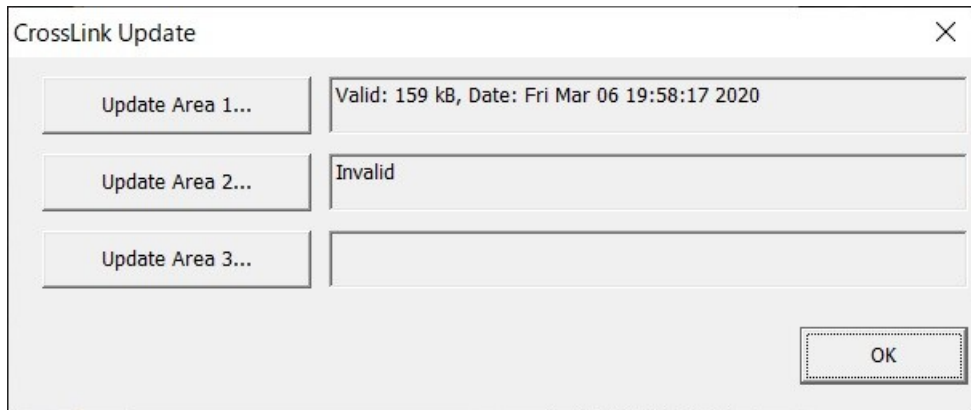 CrossLink Update
Update Area 1...
Valid: 159 kB, Date: Fri Mar 06 19:58:17 2020
Update Area 2...
Invalid
Update Area 3...
OK